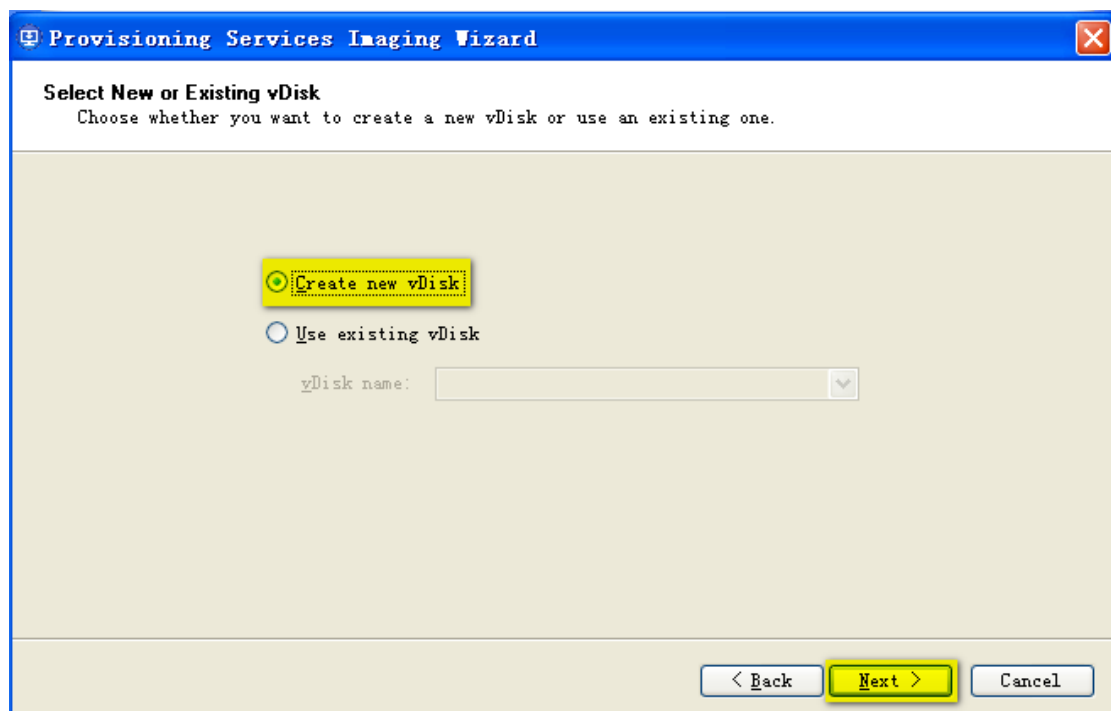 Provisioning Services Imaging Wizard
Select New or Existing vDisk
Choose whether you want to create a new vDisk or use an existing one.
Create new vDisk
Use existing vDisk
vDisk name:
< Back
Next >
Cancel